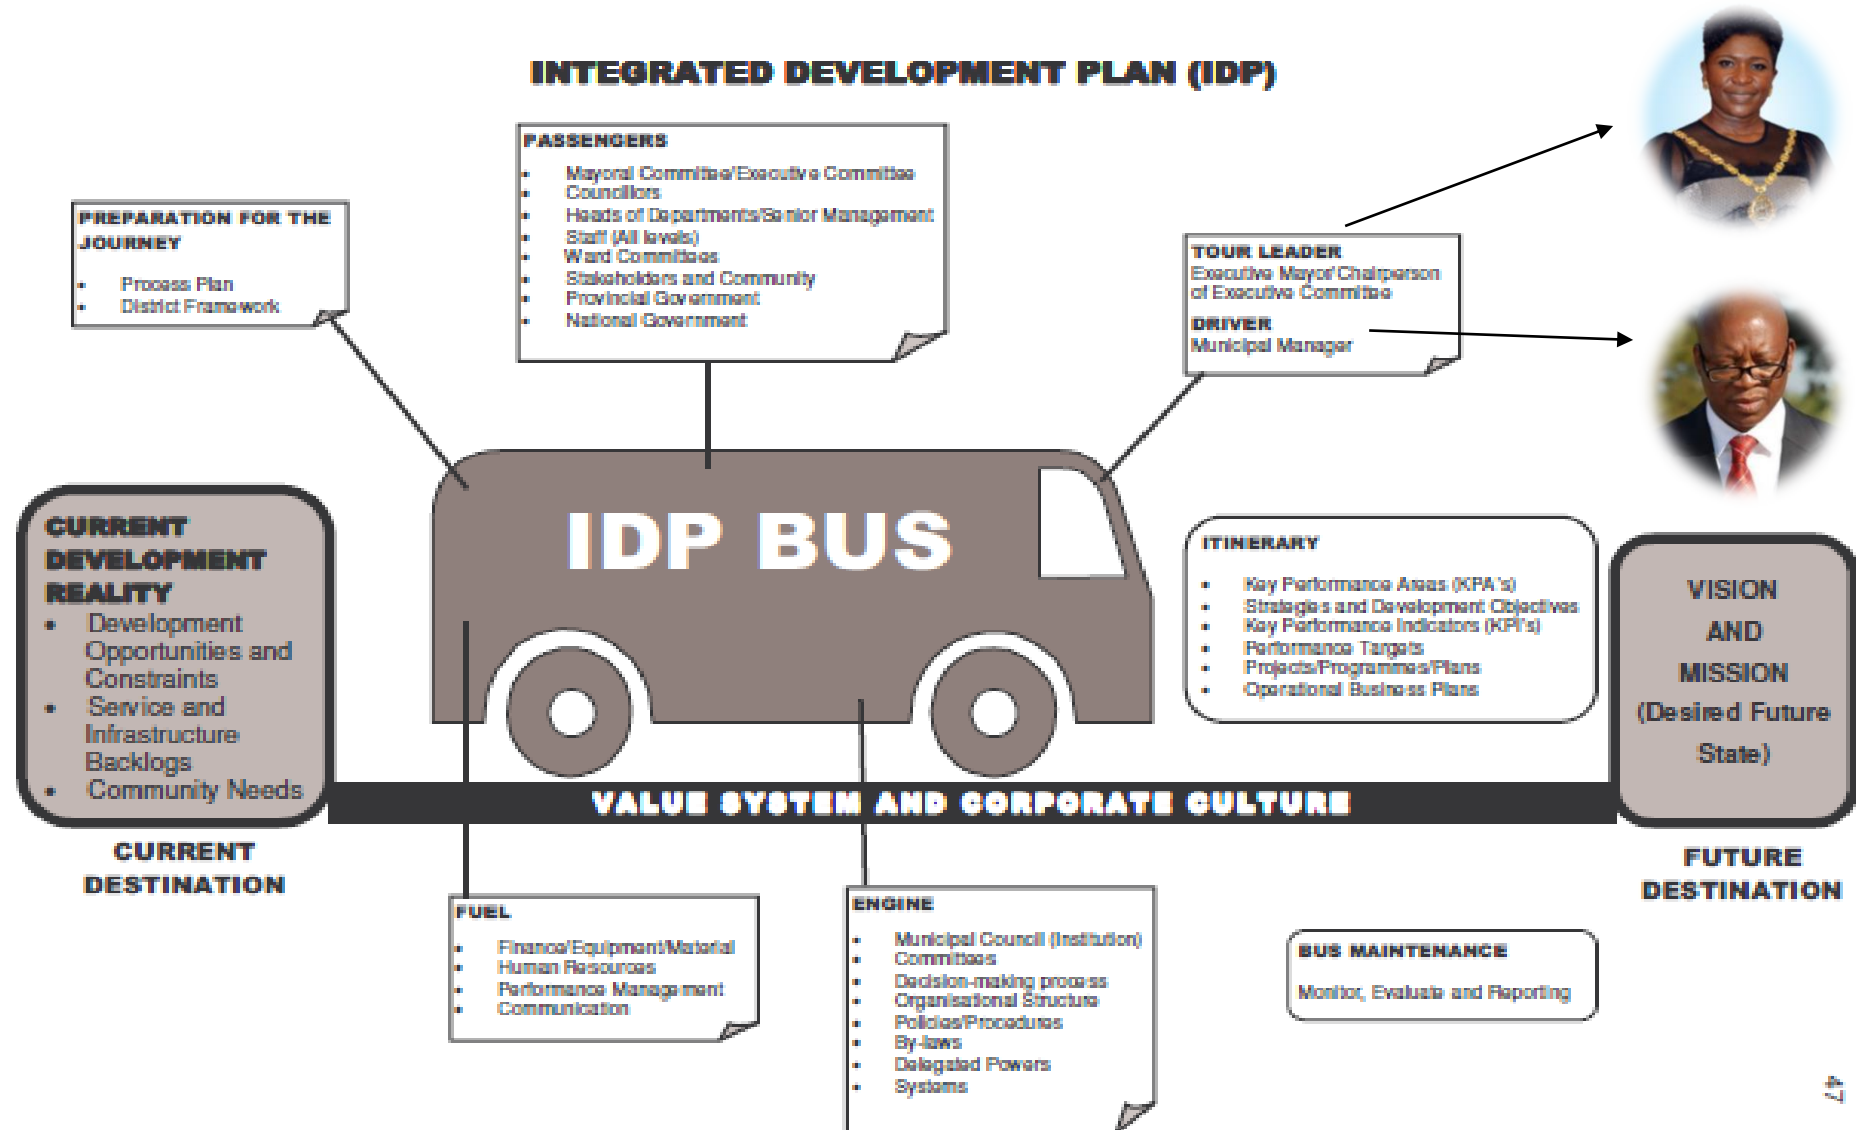 INTEGRATED DEVELOPMENT PLAN (IDP)
PASSENGERS
• Mayoral Committee/Executive Committee
• Councillors
• Heads of Departments/Senior Management
• Staff (All levels)
• Ward Committees
• Stakeholders and Community
• Provincial Government
• National Government
PREPARATION FOR THE
JOURNEY
• Process Plan
• District Framework
TOUR LEADER
Executive Mayor/Chairperson
of Executive Committee
DRIVER
Municipal Manager
IDP BUS
CURRENT
DEVELOPMENT
REALITY
• Development
Opportunities and
Constraints
• Service and
Infrastructure
Backlogs
• Community Needs
ITINERARY
• Key Performance Areas (KPA's)
• Strategies and Development Objectives
• Key Performance Indicators (KPI's)
• Performance Targets
• Projects/Programmes/Plans
• Operational Business Plans
VISION
AND
MISSION
(Desired Future
State)
VALUE SYSTEM AND CORPORATE CULTURE
CURRENT
DESTINATION
FUTURE
DESTINATION
FUEL
• Finance/Equipment/Material
• Human Resources
• Performance Management
• Communication
ENGINE
• Municipal Council (Institution)
• Committees
• Decision-making process
• Organisational Structure
• Policies/Procedures
• By-laws
• Delegated Powers
• Systems
BUS MAINTENANCE
Monitor, Evaluate and Reporting
47